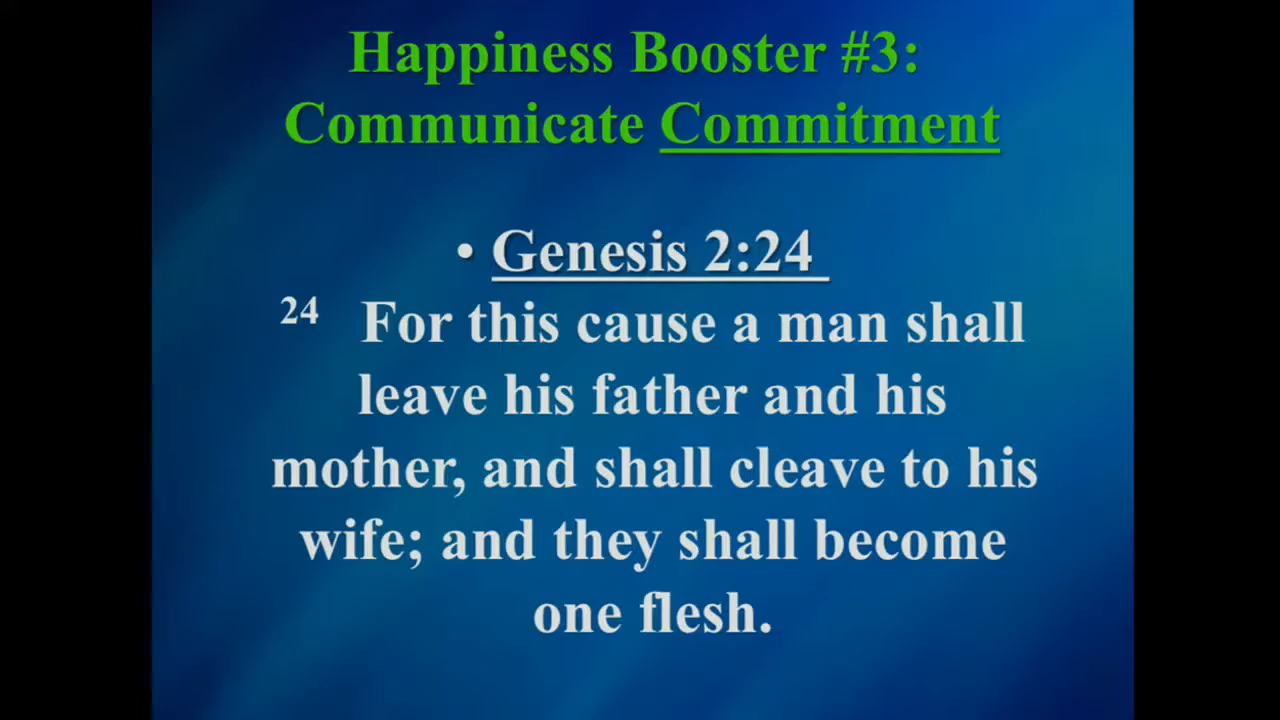 Happiness Booster #3:
Communicate Commitment
• Genesis 2:24
24 For this cause a man shall
leave his father and his
mother, and shall cleave to his
wife; and they shall become
one flesh.